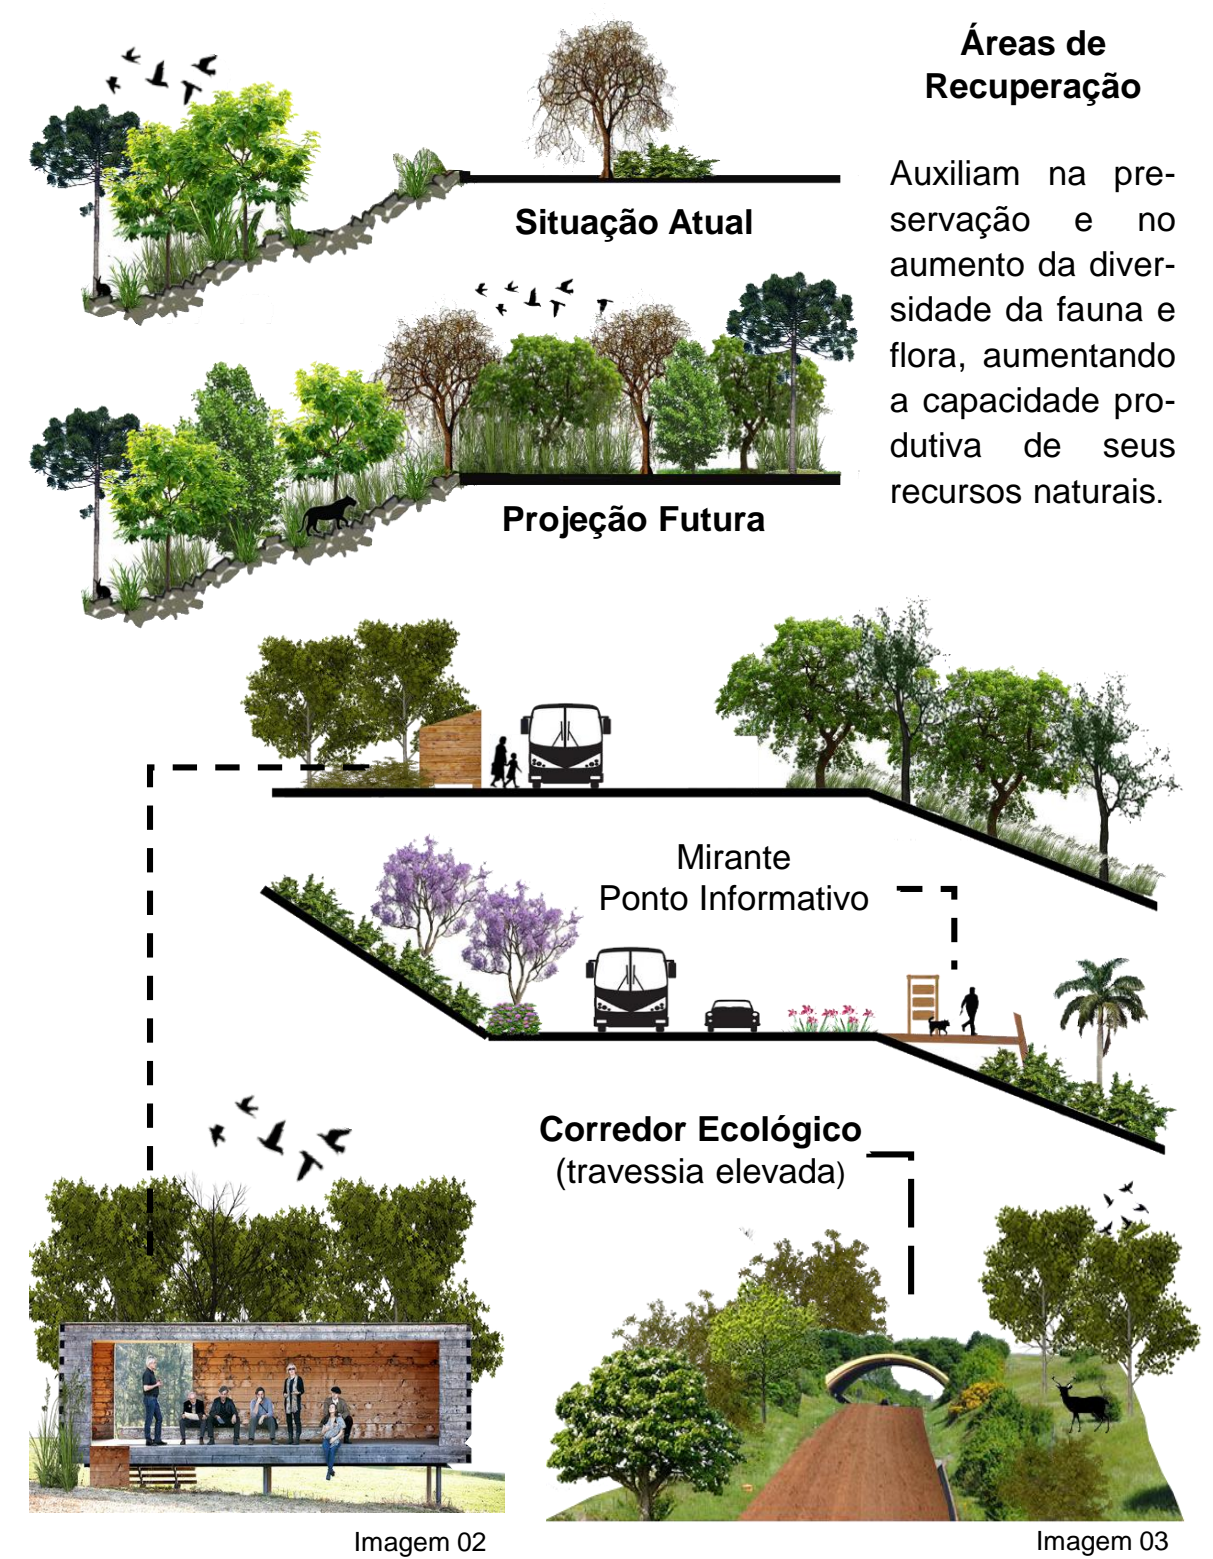 Áreas de
Recuperação
Auxiliam na pre-
servação e no
aumento da diver-
sidade da fauna e
flora, aumentando
a capacidade pro-
dutiva de seus
recursos naturais.
Situação Atual
Projeção Futura
Mirante
Ponto Informativo
Corredor Ecológico
(travessia elevada)
Imagem 02
Imagem 03